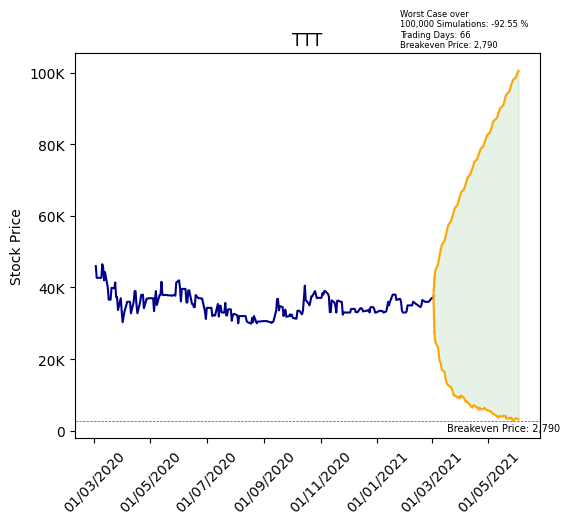 Worst Case over
100,000 Simulations: -92.55 %
Trading Days: 66
Breakeven Price: 2,790
TTT
Stock Price
100K
80K
60K
40K
20K
0
Breakeven Price: 2,790
01/03/2020
01/05/2020
01/07/2020
01/09/2020
01/11/2020
01/01/2021
01/03/2021
01/05/2021